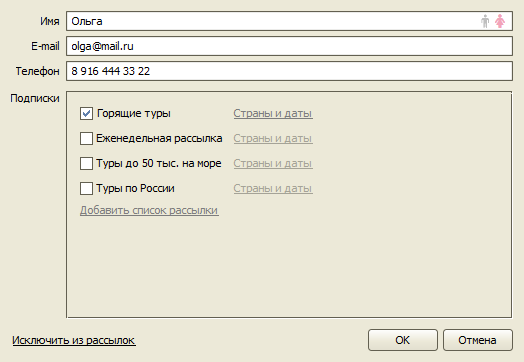 Имя Ольга
E-mail olga@mail.ru
Телефон 8 916 444 33 22
Подписки
Горящие туры Страны и даты
Еженедельная рассылка Страны и даты
Туры до 50 тыс. на море Страны и даты
Туры по России Страны и даты
Добавить список рассылки
Исключить из рассылок OK Отмена